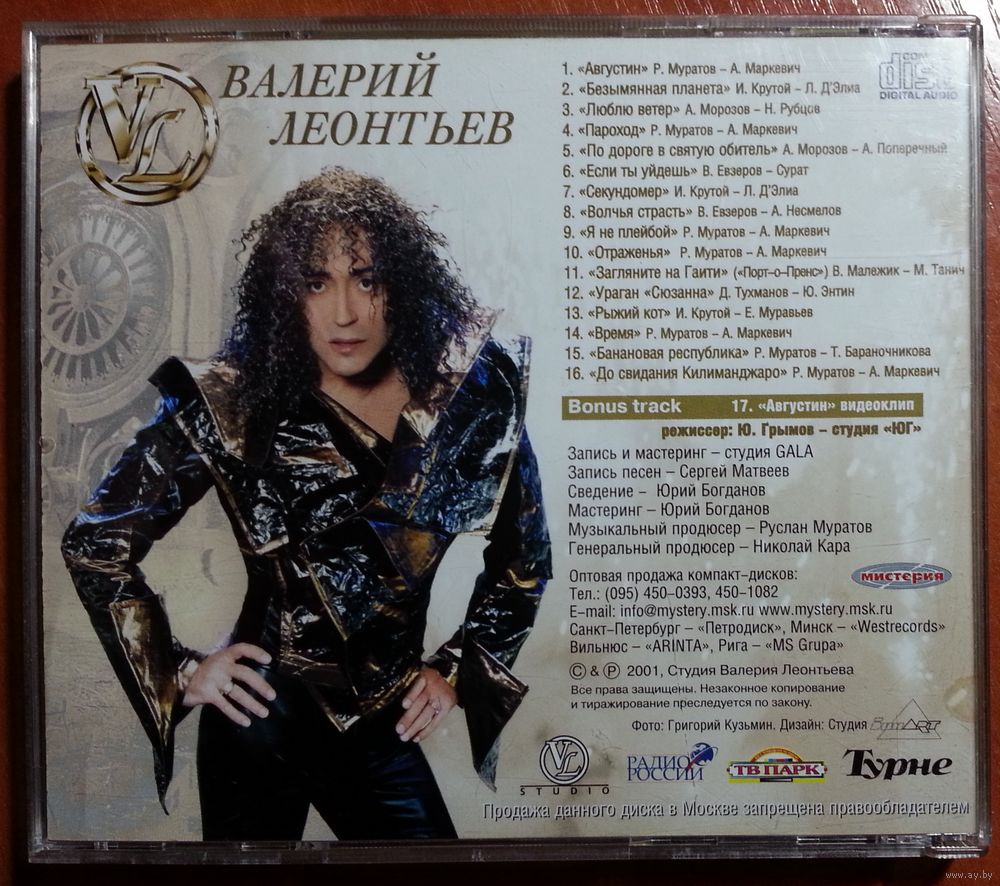 VL
ВАЛЕРИЙ
ЛЕОНТЬЕВ
COMPACT
disc
DIGITAL AUDIO
1. «Августин» Р. Муратов – А. Маркевич
2. «Безымянная планета» И. Крутой – Л. Д'Элиа
3. «Люблю ветер» А. Морозов – Н. Рубцов
4. «Пароход» Р. Муратов – А. Маркевич
5. «По дороге в святую обитель» А. Морозов – А. Поперечный
6. «Если ты уйдешь» В. Евзеров – Сурат
7. «Секундомер» И. Крутой – Л. Д'Элиа
8. «Волчья страсть» В. Евзеров – А. Несмелов
9. «Я не плейбой» Р. Муратов – А. Маркевич
10. «Отраженья» Р. Муратов – А. Маркевич
11. «Загляните на Гаити» («Порт–о–Пренс») В. Малежик – М. Танич
12. «Ураган «Сюзанна» Д. Тухманов – Ю. Энтин
13. «Рыжий кот» И. Крутой – Е. Муравьев
14. «Время» Р. Муратов – А. Маркевич
15. «Банановая республика» Р. Муратов – Т. Бараночникова
16. «До свидания Килиманджаро» Р. Муратов – А. Маркевич
Bonus track 17. «Августин» видеоклип
режиссер: Ю. Грымов – студия «ЮГ»
Запись и мастеринг – студия GALA
Запись песен – Сергей Матвеев
Сведение – Юрий Богданов
Мастеринг – Юрий Богданов
Музыкальный продюсер – Руслан Муратов
Генеральный продюсер – Николай Кара
Оптовая продажа компакт–дисков:
мистерия
Тел.: (095) 450–0393, 450–1082
E–mail: info@mystery.msk.ru www.mystery.msk.ru
Санкт–Петербург – «Петродиск», Минск – «Westrecords»
Вильнюс – «ARINTA», Рига – «MS Grupa»
© & ℗ 2001, Студия Валерия Леонтьева
Все права защищены. Незаконное копирование
и тиражирование преследуется по закону.
Фото: Григорий Кузьмин. Дизайн: Студия
VL
STUDIO
РАДИО
РОССИИ
ТВ ПАРК
Турне
Продажа данного диска в Москве запрещена правообладателем
www.ay.by